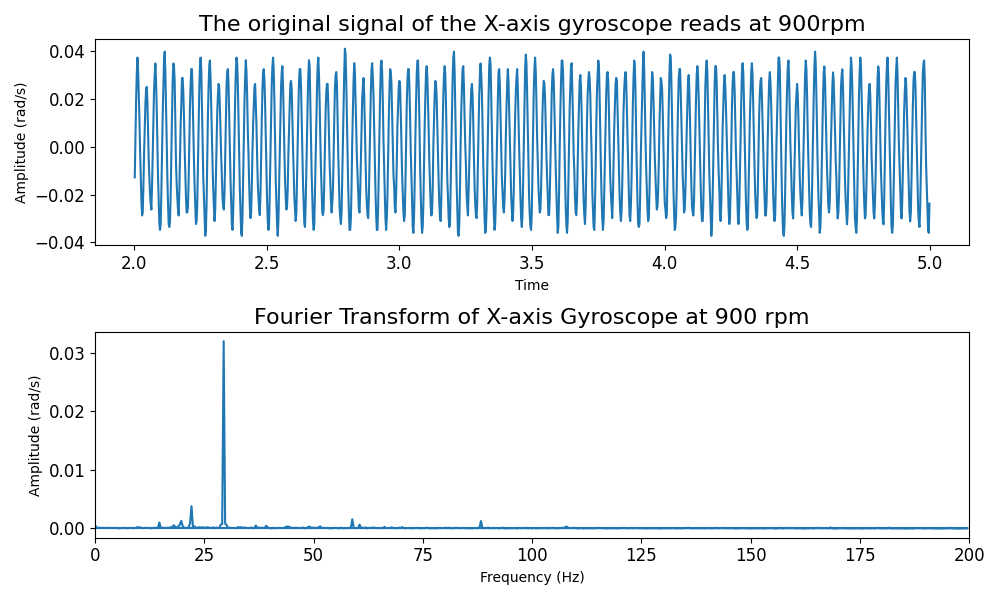 The original signal of the X-axis gyroscope reads at 900rpm
0.04
0.02
0.00
−0.02
−0.04
Amplitude (rad/s)
2.0 2.5 3.0 3.5 4.0 4.5 5.0
Time
Fourier Transform of X-axis Gyroscope at 900 rpm
0.03
0.02
0.01
0.00
Amplitude (rad/s)
0 25 50 75 100 125 150 175 200
Frequency (Hz)